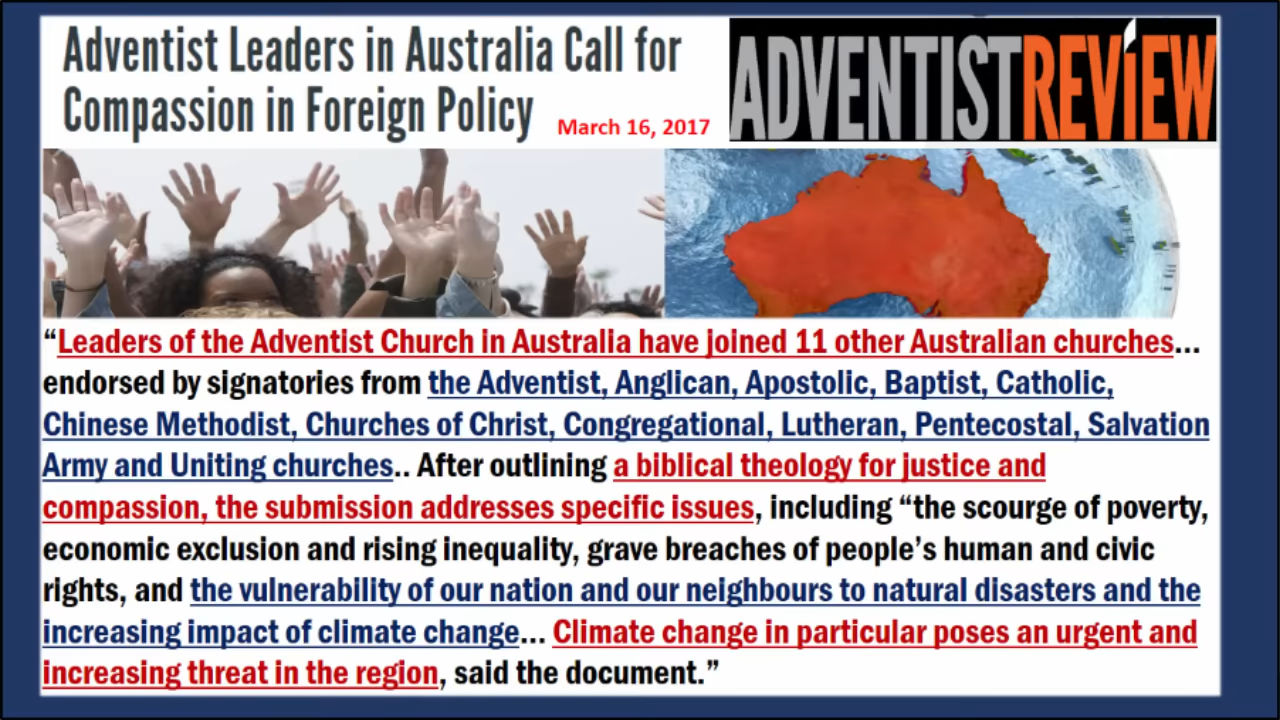 Adventist Leaders in Australia Call for
Compassion in Foreign Policy
March 16, 2017
ADVENTISTREVIEW
“Leaders of the Adventist Church in Australia have joined 11 other Australian churches...
endorsed by signatories from the Adventist, Anglican, Apostolic, Baptist, Catholic,
Chinese Methodist, Churches of Christ, Congregational, Lutheran, Pentecostal, Salvation
Army and Uniting churches.. After outlining a biblical theology for justice and
compassion, the submission addresses specific issues, including “the scourge of poverty,
economic exclusion and rising inequality, grave breaches of people’s human and civic
rights, and the vulnerability of our nation and our neighbours to natural disasters and the
increasing impact of climate change... Climate change in particular poses an urgent and
increasing threat in the region, said the document.”